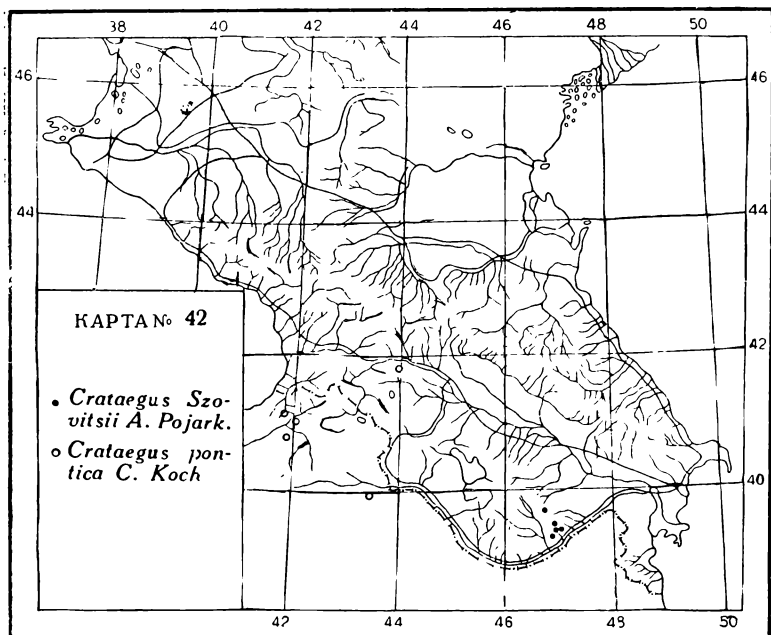 38 40 42 44 46 48 50
46 46
44 44
КАРТА № 42
42
• Crataegus Szo-
vitsii A. Pojark.
○ Crataegus pon-
tica C. Koch
40
42 44 46 48 50